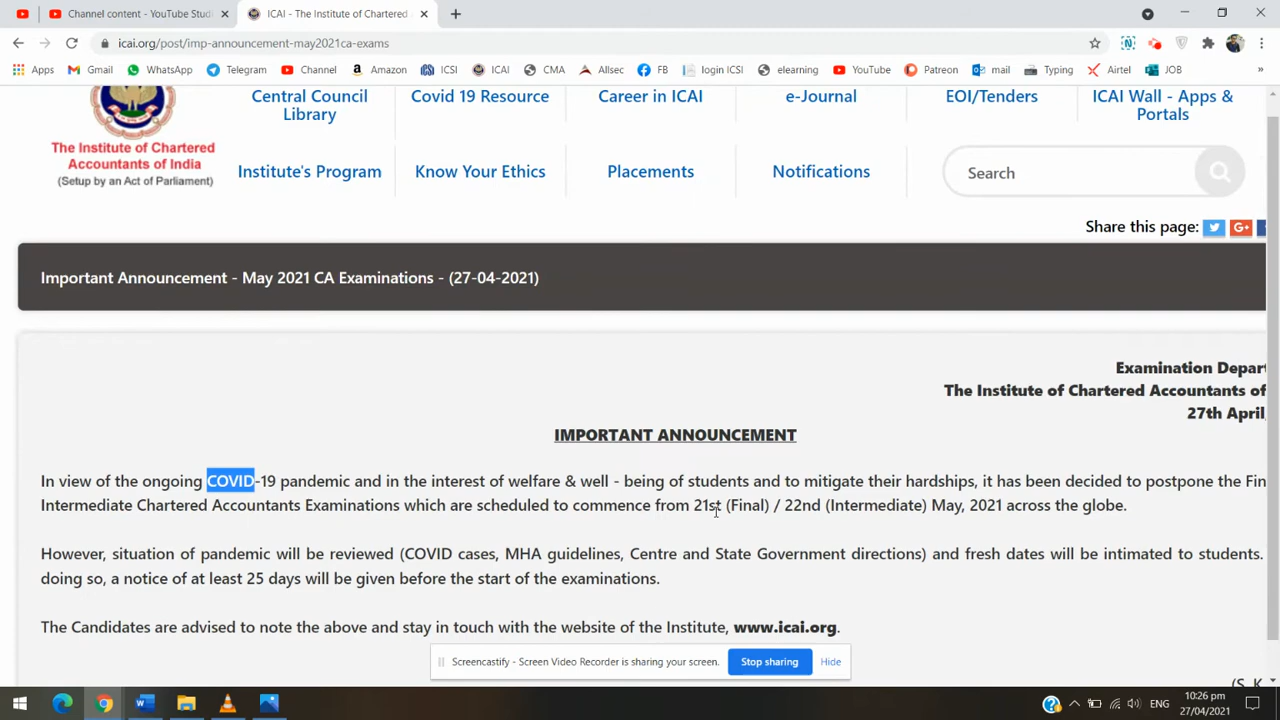 Channel content - YouTube Stud
ICAI - The Institute of Chartered
icai.org/post/imp-announcement-may2021ca-exams
Apps Gmail WhatsApp Telegram Channel Amazon ICSI ICAI CMA Allsec FB login ICSI elearning YouTube Patreon mail Typing Airtel JOB »
The Institute of Chartered
Accountants of India
(Setup by an Act of Parliament)
Central Council
Library
Covid 19 Resource
Career in ICAI
e-Journal
EOI/Tenders
ICAI Wall - Apps &
Portals
Institute's Program
Know Your Ethics
Placements
Notifications
Search
Share this page:
G+
Important Announcement - May 2021 CA Examinations - (27-04-2021)
Examination Depar
The Institute of Chartered Accountants of
27th April,
IMPORTANT ANNOUNCEMENT
In view of the ongoing COVID-19 pandemic and in the interest of welfare & well - being of students and to mitigate their hardships, it has been decided to postpone the Fin
Intermediate Chartered Accountants Examinations which are scheduled to commence from 21st (Final) / 22nd (Intermediate) May, 2021 across the globe.
However, situation of pandemic will be reviewed (COVID cases, MHA guidelines, Centre and State Government directions) and fresh dates will be intimated to students.
doing so, a notice of at least 25 days will be given before the start of the examinations.
The Candidates are advised to note the above and stay in touch with the website of the Institute, www.icai.org.
Screencastify - Screen Video Recorder is sharing your screen. Stop sharing Hide
(S. K.
ENG
10:26 pm
27/04/2021